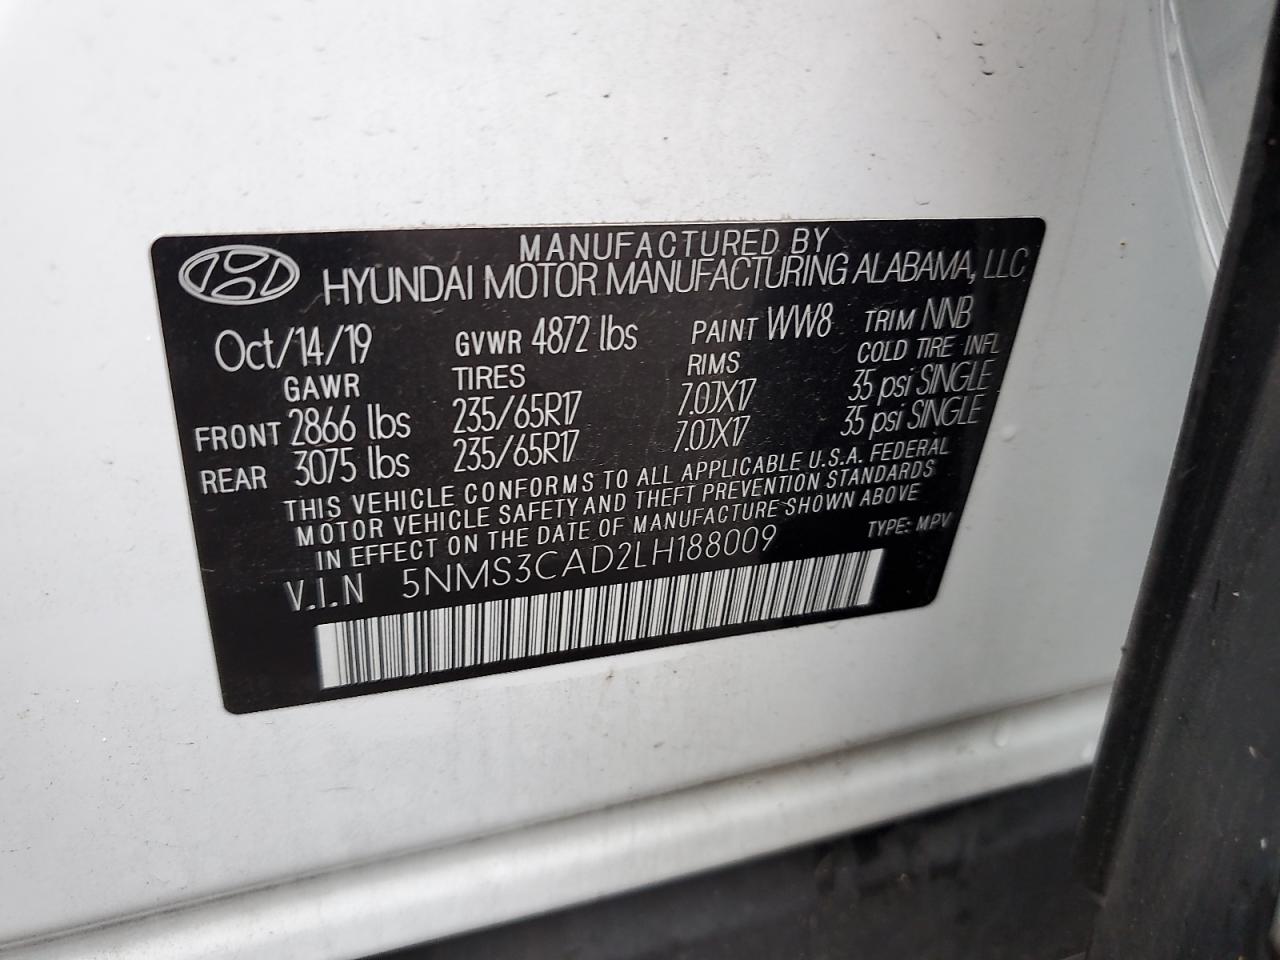 MANUFACTURED BY
HYUNDAI MOTOR MANUFACTURING ALABAMA, LLC
Oct/14/19 GVWR 4872 lbs PAINT WW8 TRIM NNB
GAWR TIRES RIMS COLD TIRE INFL
FRONT 2866 lbs 235/65R17 7.0JX17 35 psi SINGLE
REAR 3075 lbs 235/65R17 7.0JX17 35 psi SINGLE
THIS VEHICLE CONFORMS TO ALL APPLICABLE U.S.A. FEDERAL
MOTOR VEHICLE SAFETY AND THEFT PREVENTION STANDARDS
IN EFFECT ON THE DATE OF MANUFACTURE SHOWN ABOVE
V.I.N 5NMS3CAD2LH188009 TYPE: MPV